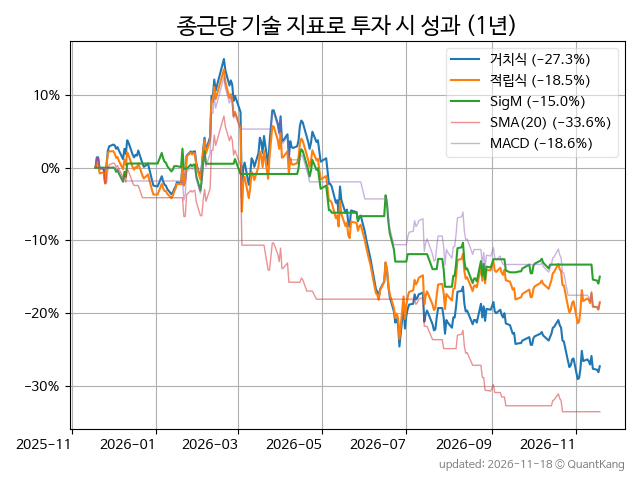 종근당 기술 지표로 투자 시 성과 (1년)
거치식 (−27.3%)
적립식 (−18.5%)
SigM (−15.0%)
SMA(20) (−33.6%)
MACD (−18.6%)
10%
0%
−10%
−20%
−30%
2025-11 2026-01 2026-03 2026-05 2026-07 2026-09 2026-11
updated: 2026-11-18 © QuantKang